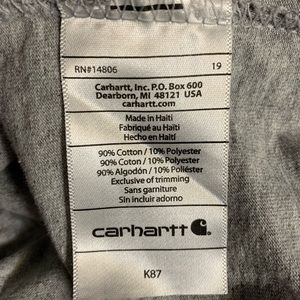 RN#14806 19
Carhartt, Inc. P.O. Box 600
Dearborn, MI 48121 USA
carhartt.com
Made in Haiti
Fabriqué au Haïti
Hecho en Haití
90% Cotton / 10% Polyester
90% Coton / 10% Polyester
90% Algodón / 10% Poliéster
Exclusive of trimming
Sans garniture
Sin incluir adorno
carhartt
K87